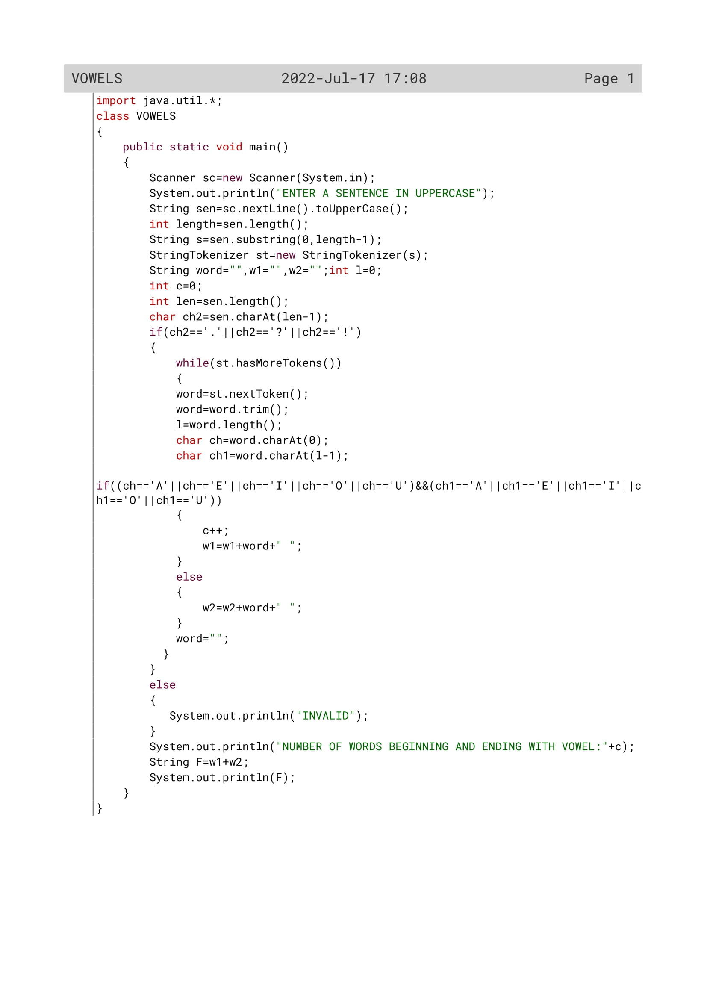 VOWELS 2022-Jul-17 17:08 Page 1
import java.util.*;
class VOWELS
{
    public static void main()
    {
        Scanner sc=new Scanner(System.in);
        System.out.println("ENTER A SENTENCE IN UPPERCASE");
        String sen=sc.nextLine().toUpperCase();
        int length=sen.length();
        String s=sen.substring(0,length-1);
        StringTokenizer st=new StringTokenizer(s);
        String word="",w1="",w2="";int l=0;
        int c=0;
        int len=sen.length();
        char ch2=sen.charAt(len-1);
        if(ch2=='.'||ch2=='?'||ch2=='!')
        {
            while(st.hasMoreTokens())
            {
            word=st.nextToken();
            word=word.trim();
            l=word.length();
            char ch=word.charAt(0);
            char ch1=word.charAt(l-1);
if((ch=='A'||ch=='E'||ch=='I'||ch=='O'||ch=='U')&&(ch1=='A'||ch1=='E'||ch1=='I'||c
h1=='O'||ch1=='U'))
            {
                c++;
                w1=w1+word+" ";
            }
            else
            {
                w2=w2+word+" ";
            }
            word="";
          }
        }
        else
        {
           System.out.println("INVALID");
        }
        System.out.println("NUMBER OF WORDS BEGINNING AND ENDING WITH VOWEL:"+c);
        String F=w1+w2;
        System.out.println(F);
    }
}